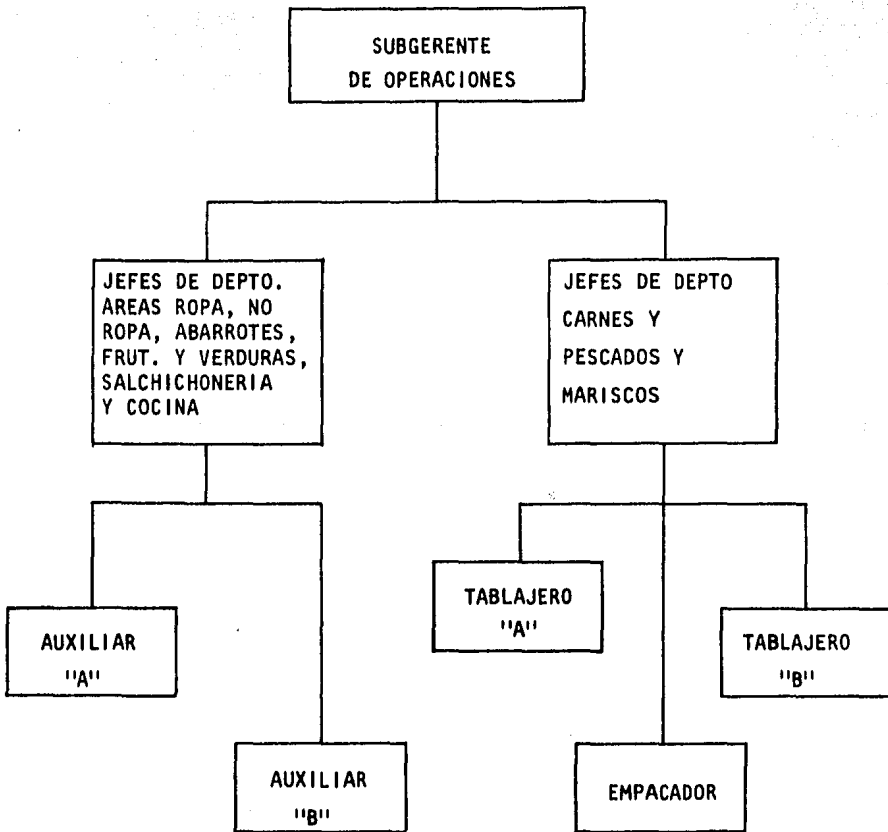 SUBGERENTE
DE OPERACIONES
JEFES DE DEPTO.
AREAS ROPA, NO
ROPA, ABARROTES,
FRUT. Y VERDURAS,
SALCHICHONERIA
Y COCINA
JEFES DE DEPTO
CARNES Y
PESCADOS Y
MARISCOS
AUXILIAR
"A"
AUXILIAR
"B"
TABLAJERO
"A"
EMPACADOR
TABLAJERO
"B"